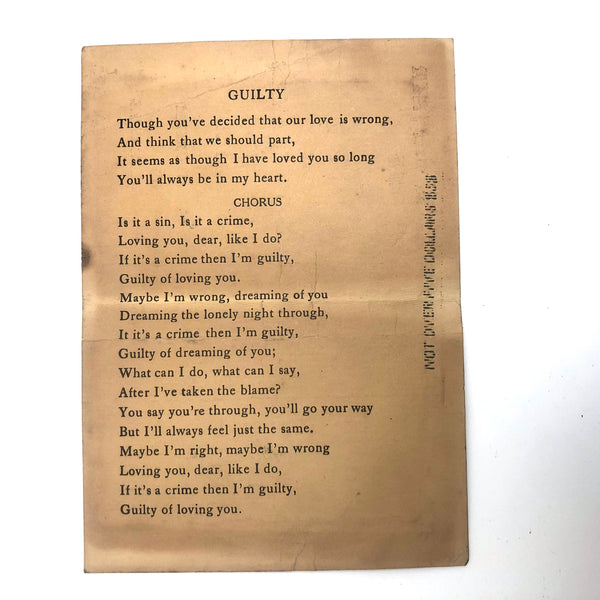 GUILTY
Though you've decided that our love is wrong,
And think that we should part,
It seems as though I have loved you so long
You'll always be in my heart.
CHORUS
Is it a sin, Is it a crime,
Loving you, dear, like I do?
If it's a crime then I'm guilty,
Guilty of loving you.
Maybe I'm wrong, dreaming of you
Dreaming the lonely night through,
It it's a crime then I'm guilty,
Guilty of dreaming of you;
What can I do, what can I say,
After I've taken the blame?
You say you're through, you'll go your way
But I'll always feel just the same.
Maybe I'm right, maybe I'm wrong
Loving you, dear, like I do,
If it's a crime then I'm guilty,
Guilty of loving you.
NOT OVER FIVE DOLLARS